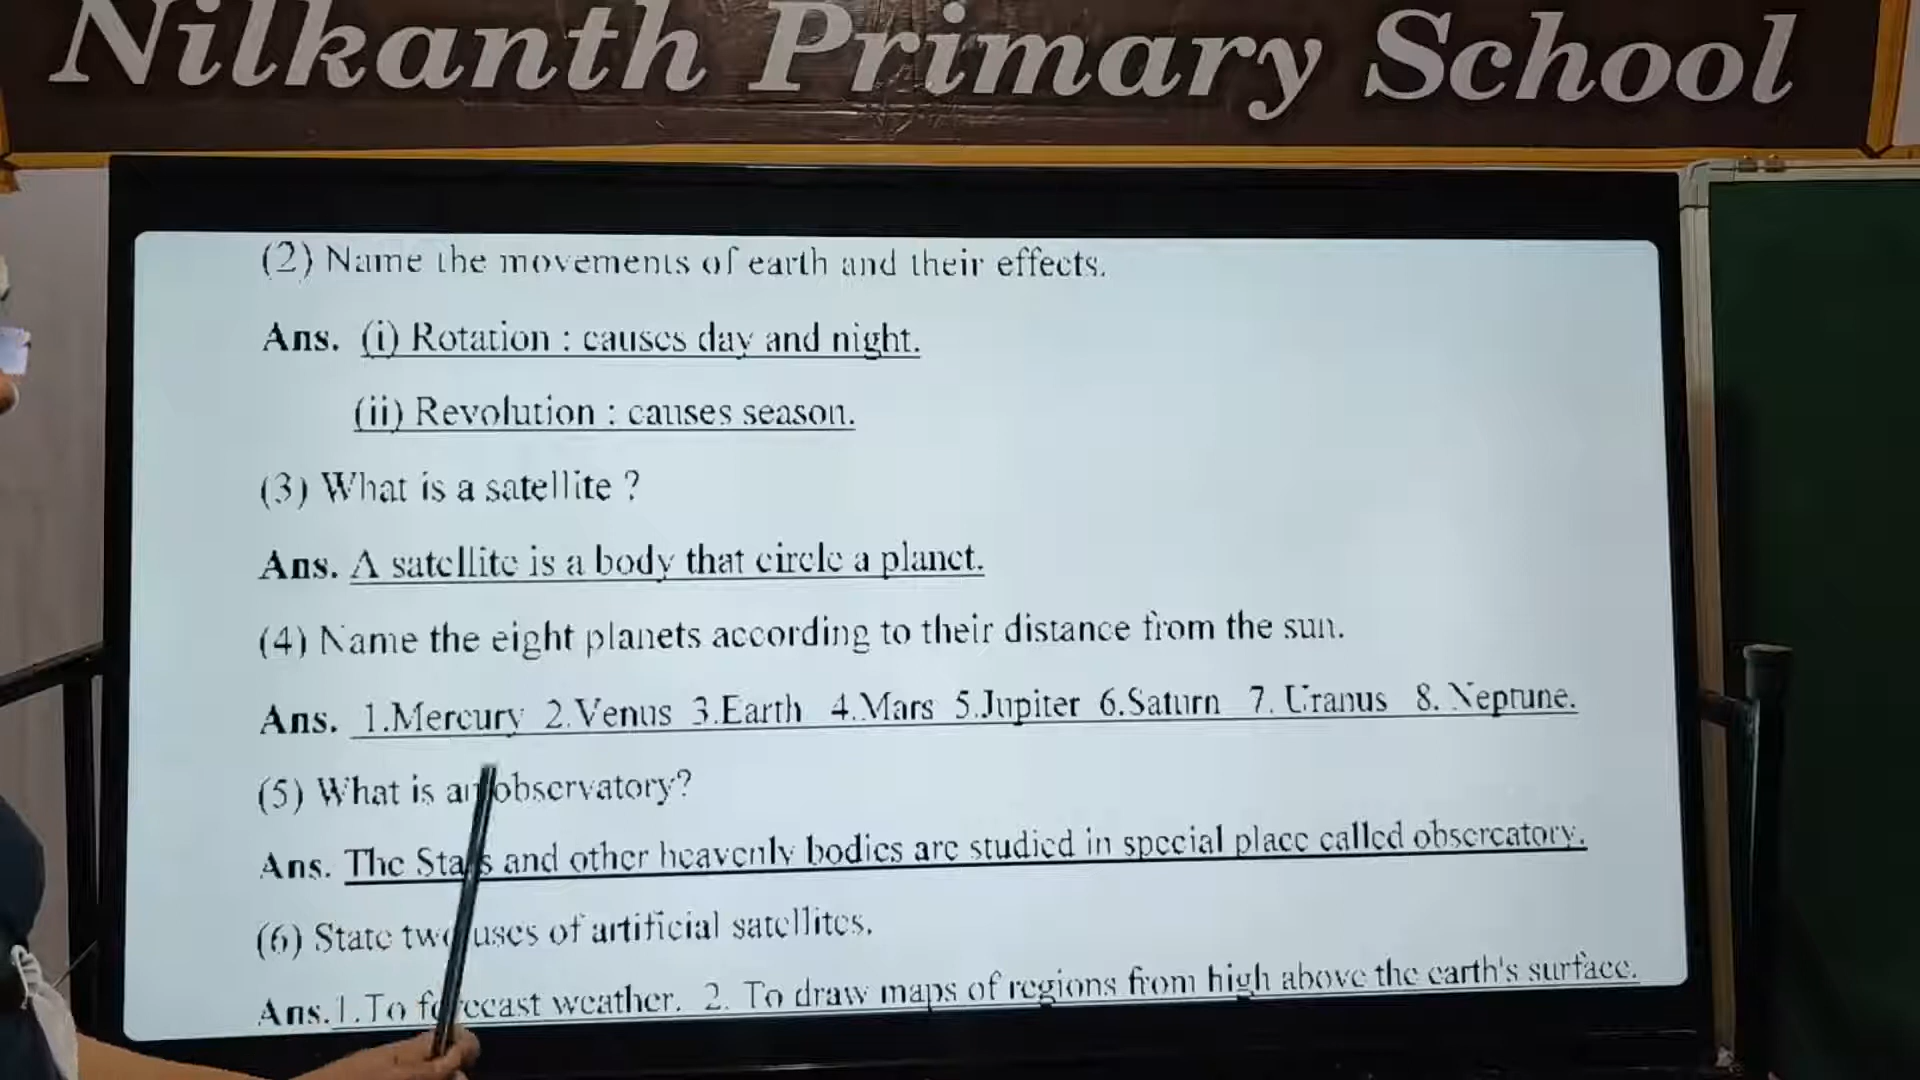 Nilkanth Primary School
(2) Name the movements of earth and their effects.
Ans. (i) Rotation : causes day and night.
(ii) Revolution : causes season.
(3) What is a satellite ?
Ans. A satellite is a body that circle a planet.
(4) Name the eight planets according to their distance from the sun.
Ans. 1.Mercury 2.Venus 3.Earth 4.Mars 5.Jupiter 6.Saturn 7. Uranus 8. Neptune.
(5) What is an observatory?
Ans. The Stars and other heavenly bodies are studied in special place called obsercatory.
(6) State two uses of artificial satellites.
Ans.1.To forecast weather. 2. To draw maps of regions from high above the earth's surface.